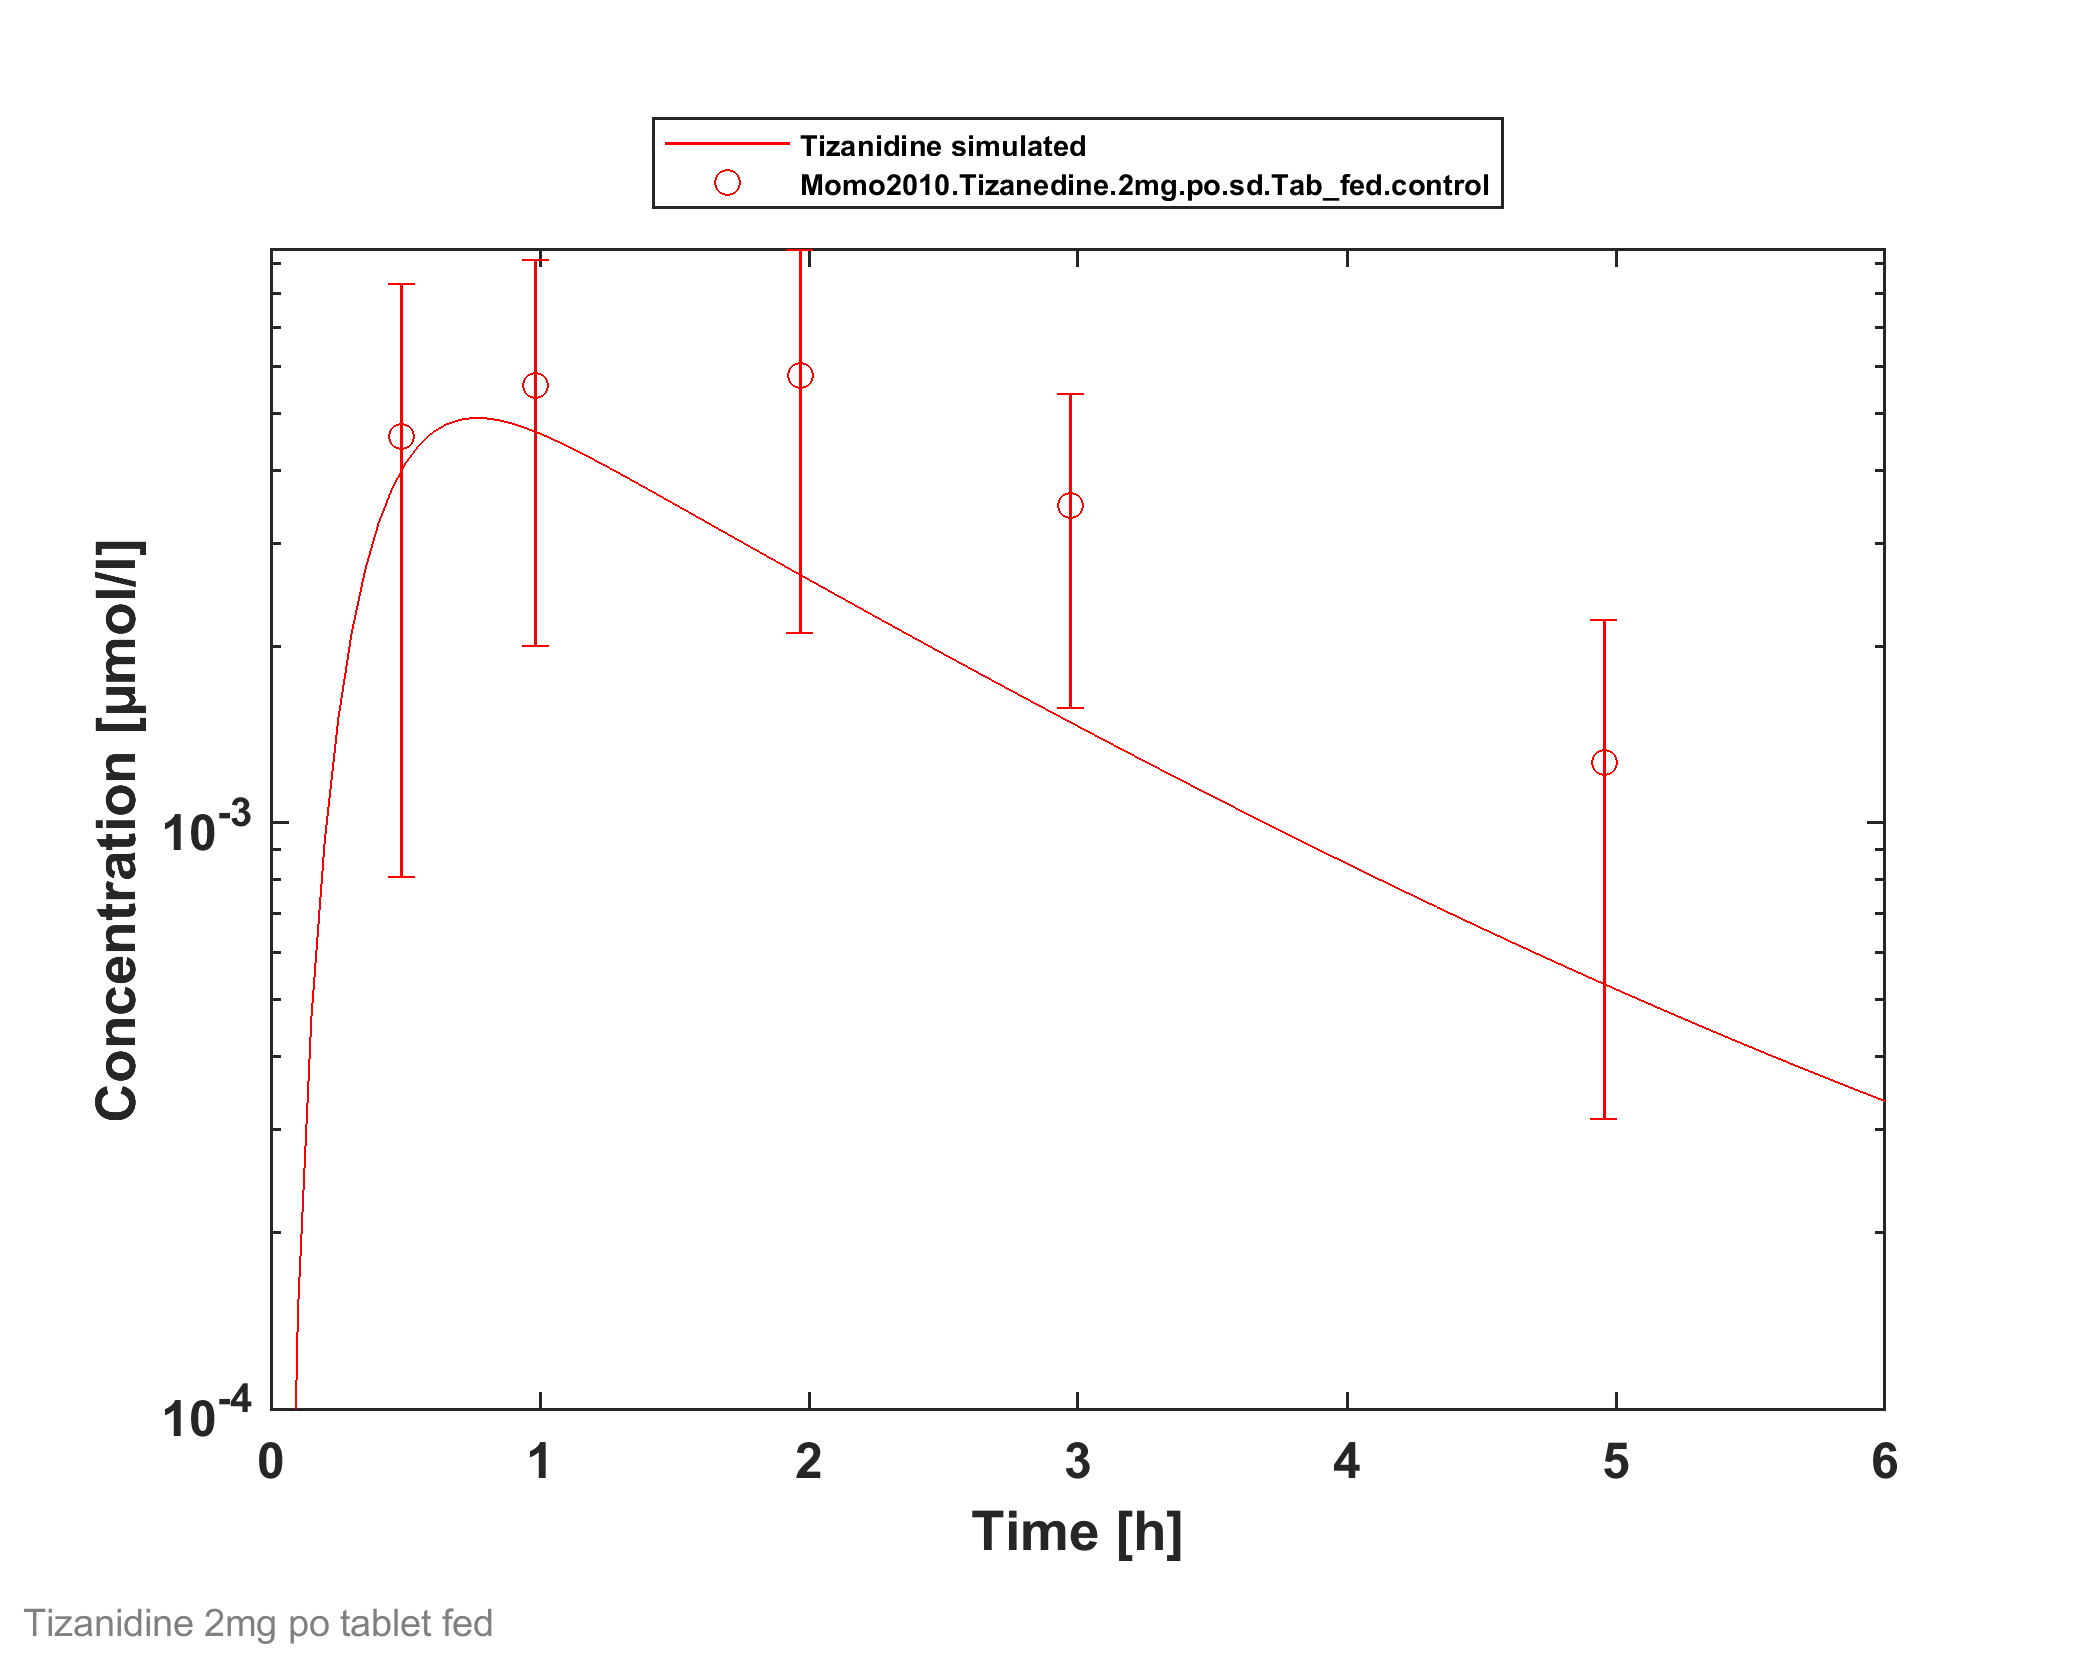 Tizanidine simulated
Momo2010.Tizanedine.2mg.po.sd.Tab_fed.control
Concentration [µmol/l]
10-3
10-4
0 1 2 3 4 5 6
Time [h]
Tizanidine 2mg po tablet fed